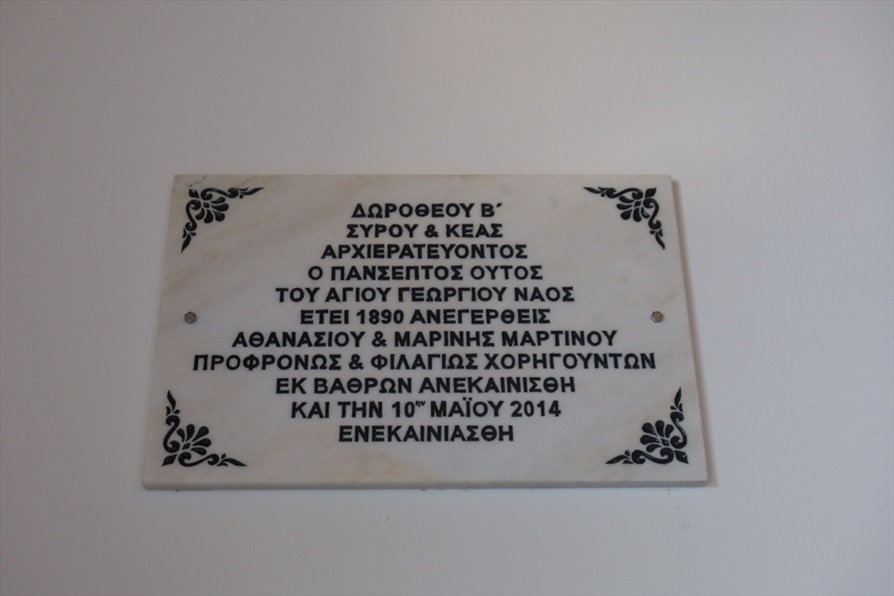 ΔΩΡΟΘΕΟΥ Β΄
ΣΥΡΟΥ & ΚΕΑΣ
ΑΡΧΙΕΡΑΤΕΥΟΝΤΟΣ
Ο ΠΑΝΣΕΠΤΟΣ ΟΥΤΟΣ
ΤΟΥ ΑΓΙΟΥ ΓΕΩΡΓΙΟΥ ΝΑΟΣ
ΕΤΕΙ 1890 ΑΝΕΓΕΡΘΕΙΣ
ΑΘΑΝΑΣΙΟΥ & ΜΑΡΙΝΗΣ ΜΑΡΤΙΝΟΥ
ΠΡΟΦΡΟΝΩΣ & ΦΙΛΑΓΙΩΣ ΧΟΡΗΓΟΥΝΤΩΝ
ΕΚ ΒΑΘΡΩΝ ΑΝΕΚΑΙΝΙΣΘΗ
ΚΑΙ ΤΗΝ 10ην ΜΑΪΟΥ 2014
ΕΝΕΚΑΙΝΙΑΣΘΗ